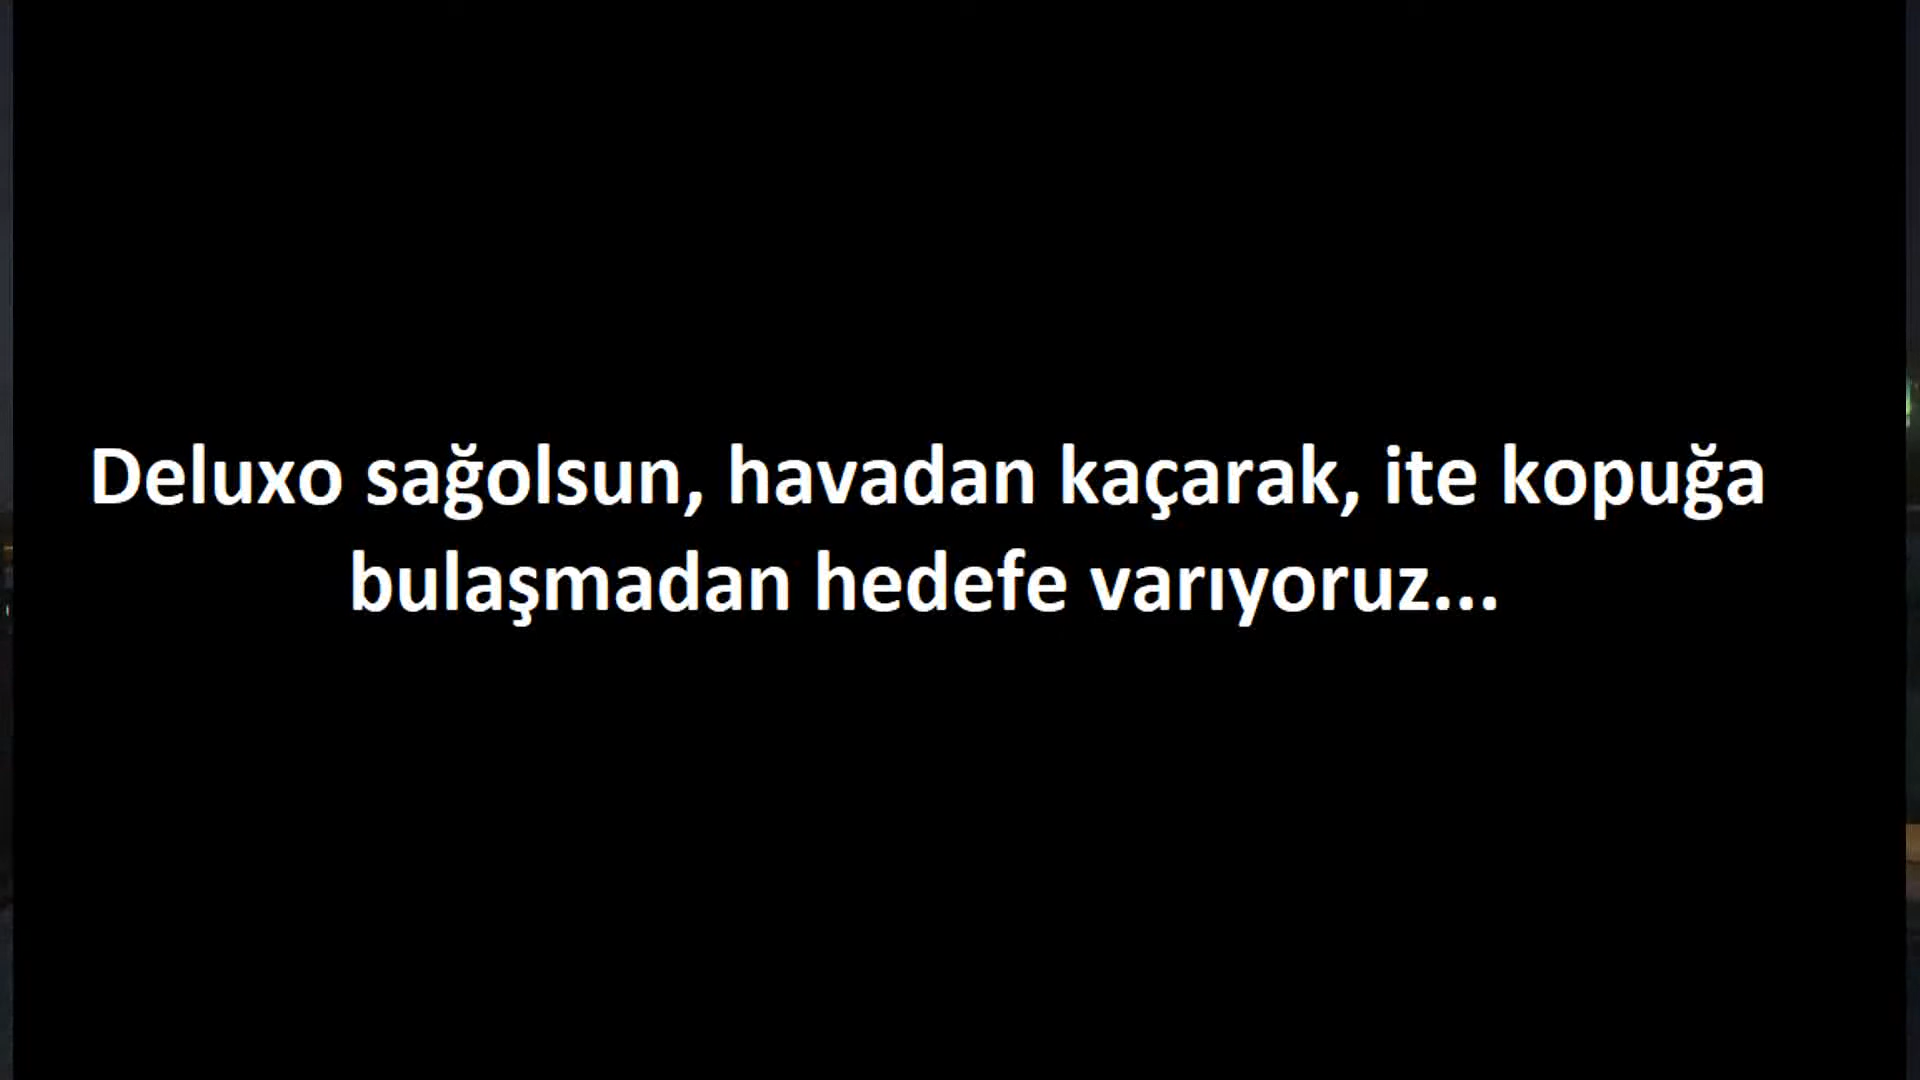 Deluxo sağolsun, havadan kaçarak, ite kopuğa
bulaşmadan hedefe varıyoruz...